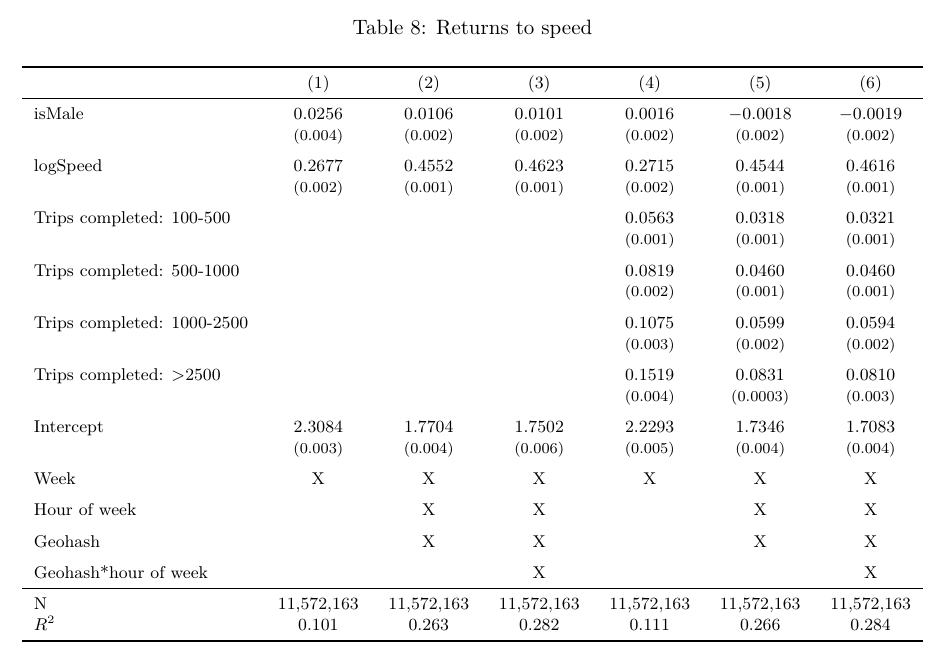 Table 8: Returns to speed
(1) (2) (3) (4) (5) (6)
isMale 0.0256 0.0106 0.0101 0.0016 −0.0018 −0.0019
(0.004) (0.002) (0.002) (0.002) (0.002) (0.002)
logSpeed 0.2677 0.4552 0.4623 0.2715 0.4544 0.4616
(0.002) (0.001) (0.001) (0.002) (0.001) (0.001)
Trips completed: 100-500 0.0563 0.0318 0.0321
(0.001) (0.001) (0.001)
Trips completed: 500-1000 0.0819 0.0460 0.0460
(0.002) (0.001) (0.001)
Trips completed: 1000-2500 0.1075 0.0599 0.0594
(0.003) (0.002) (0.002)
Trips completed: >2500 0.1519 0.0831 0.0810
(0.004) (0.0003) (0.003)
Intercept 2.3084 1.7704 1.7502 2.2293 1.7346 1.7083
(0.003) (0.004) (0.006) (0.005) (0.004) (0.004)
Week X X X X X X
Hour of week X X X X
Geohash X X X X
Geohash*hour of week X X
N 11,572,163 11,572,163 11,572,163 11,572,163 11,572,163 11,572,163
R² 0.101 0.263 0.282 0.111 0.266 0.284